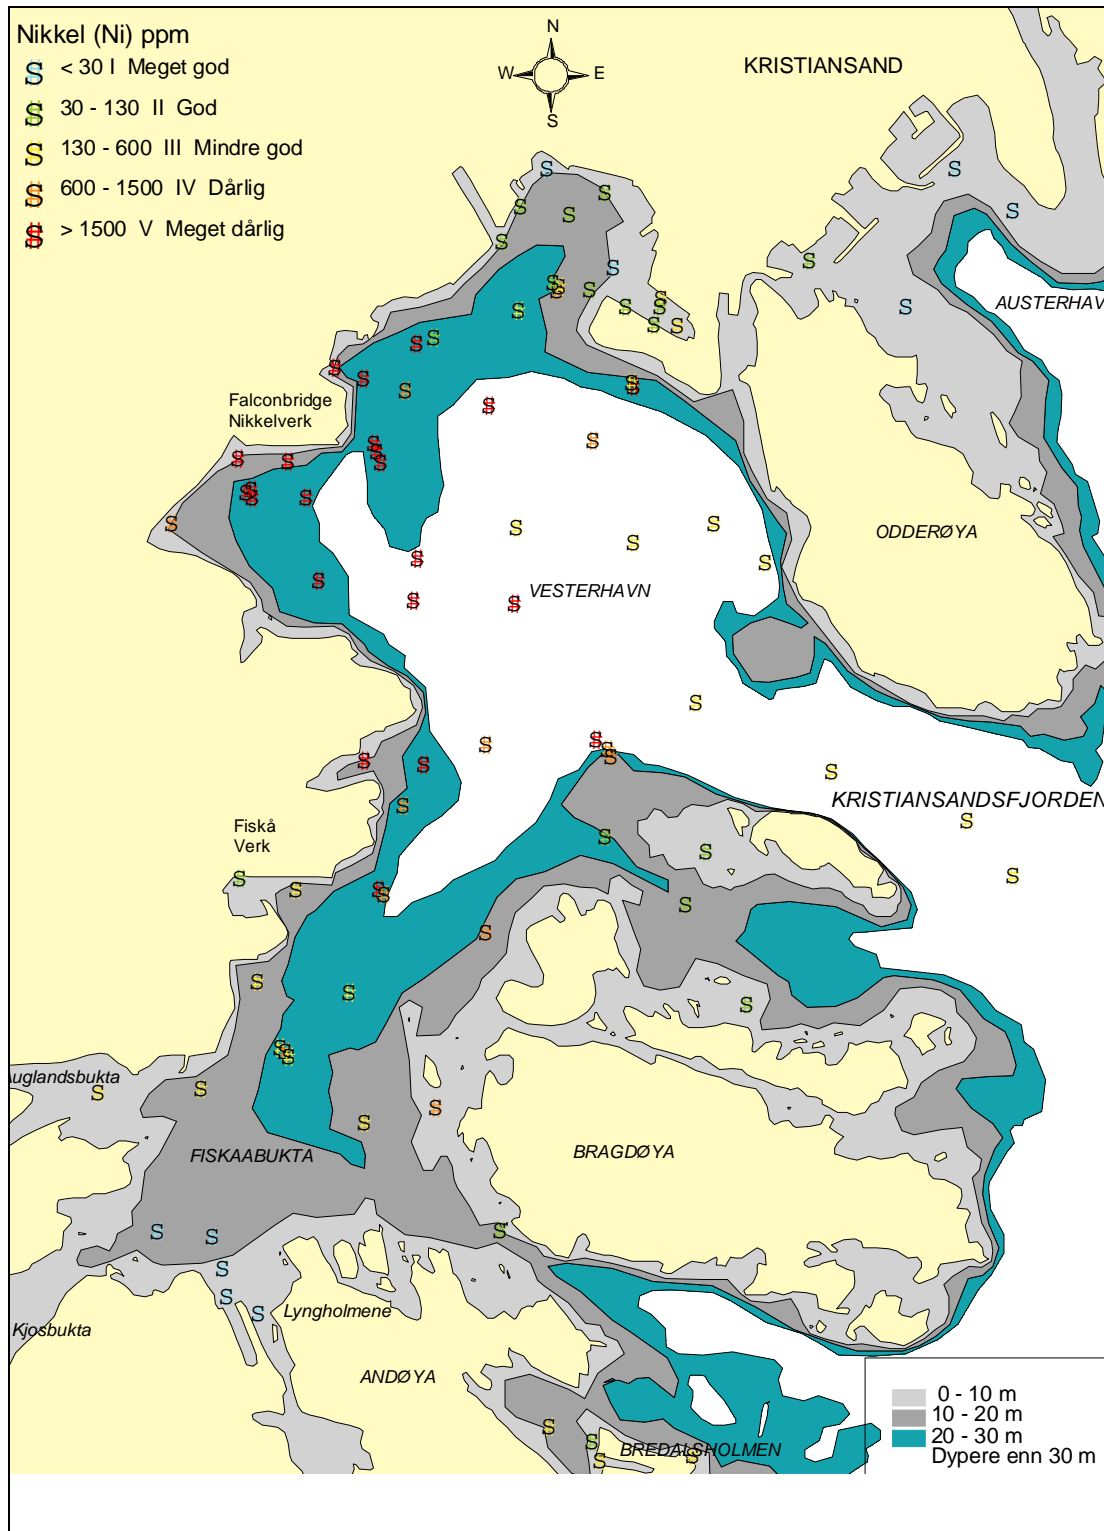 Nikkel (Ni) ppm
S < 30 I Meget god
S 30 - 130 II God
S 130 - 600 III Mindre god
S 600 - 1500 IV Dårlig
S > 1500 V Meget dårlig
N
W E
S
KRISTIANSAND
AUSTERHAV
Falconbridge
Nikkelverk
ODDERØYA
VESTERHAVN
KRISTIANSANDSFJORDEN
Fiskå
Verk
Auglandsbukta
FISKAABUKTA
BRAGDØYA
Lyngholmene
Kjosbukta
ANDØYA
BREDALSHOLMEN
0 - 10 m
10 - 20 m
20 - 30 m
Dypere enn 30 m